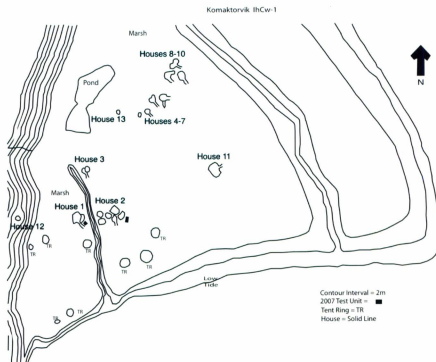 Komaktorvik IhCw-1
Marsh
Houses 8-10
Pond
N
House 13
Houses 4-7
House 3
House 11
Marsh
House 1
House 2
House 12
TR
TR
TR
TR
TR
TR
TR
TR
Low
Tide
Contour Interval = 2m
2007 Test Unit =
Tent Ring = TR
House = Solid Line